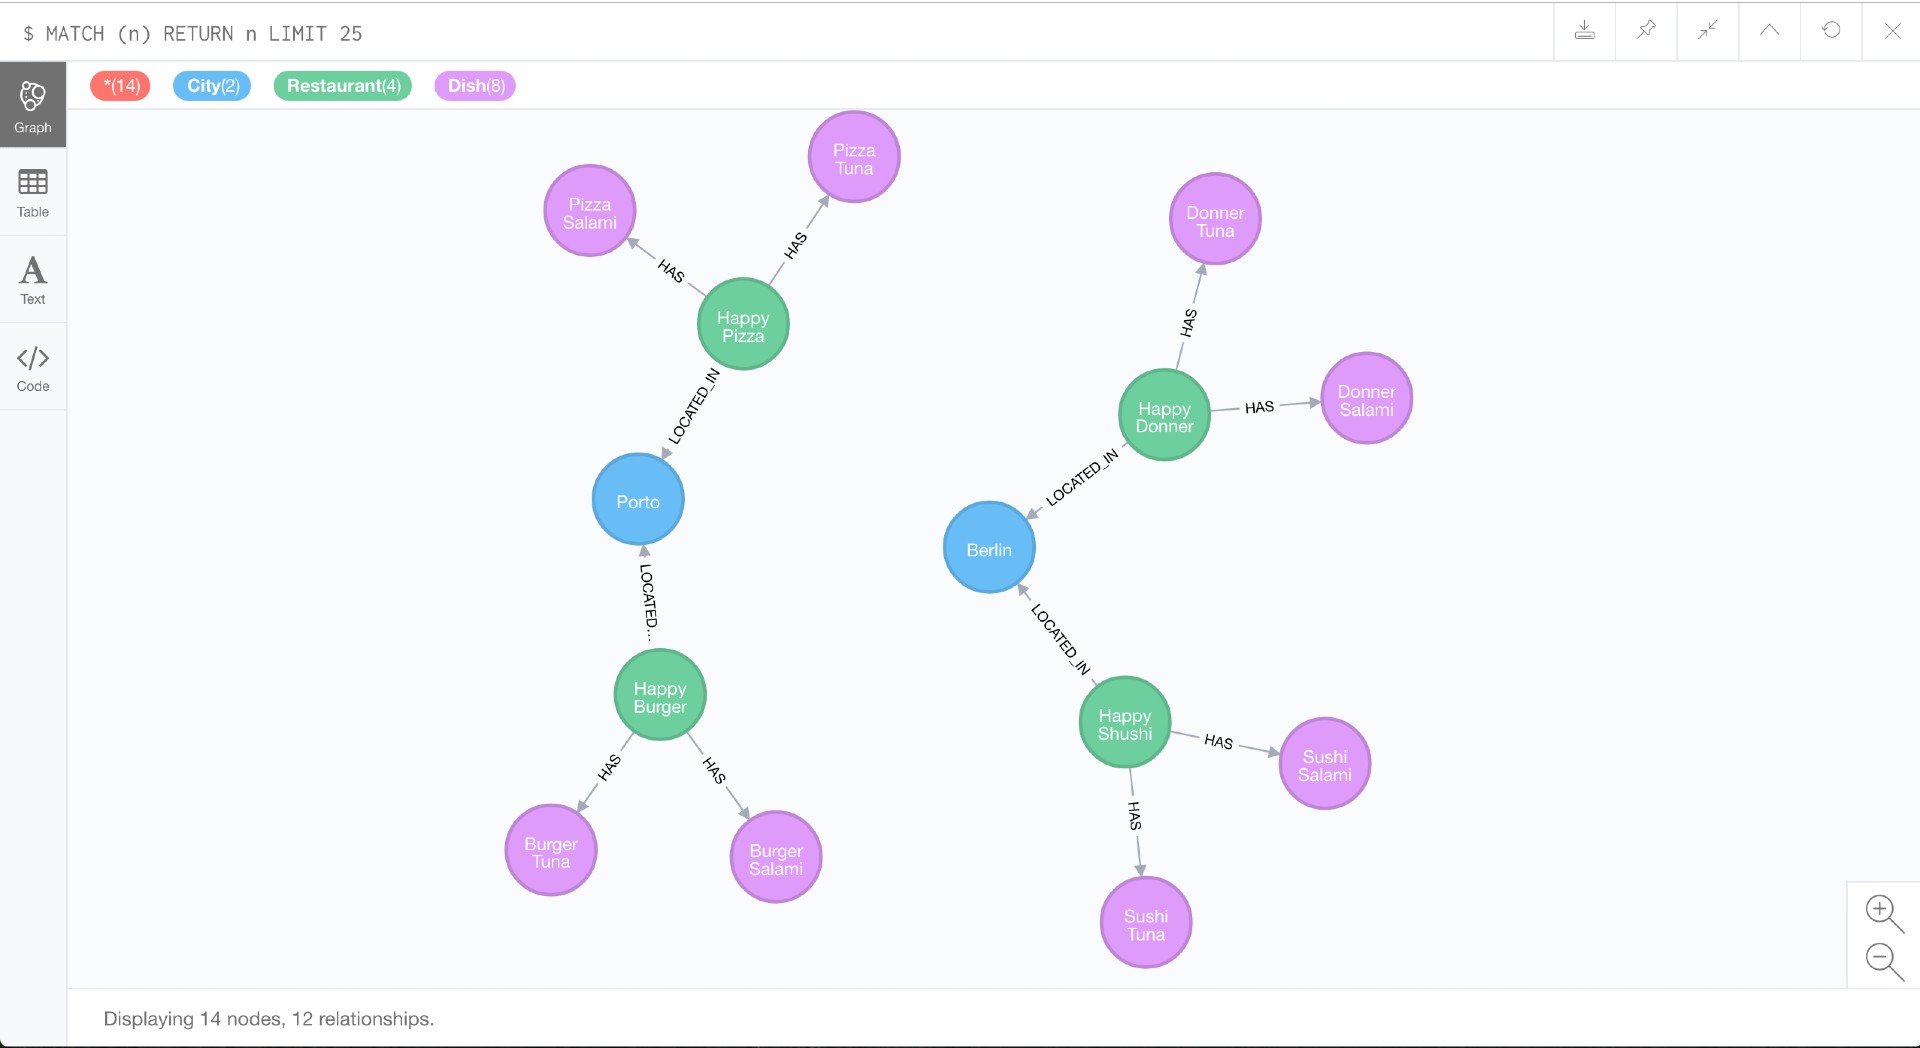 $ MATCH (n) RETURN n LIMIT 25
*(14) City(2) Restaurant(4) Dish(8)
Graph
Table
Text
Code
Pizza
Tuna
Pizza
Salami
HAS
HAS
Happy
Pizza
LOCATED_IN
Porto
LOCATED...
Happy
Burger
HAS
HAS
Burger
Tuna
Burger
Salami
Donner
Tuna
HAS
Happy
Donner
HAS
Donner
Salami
LOCATED_IN
Berlin
LOCATED_IN
Happy
Shushi
HAS
Sushi
Salami
HAS
Sushi
Tuna
Displaying 14 nodes, 12 relationships.